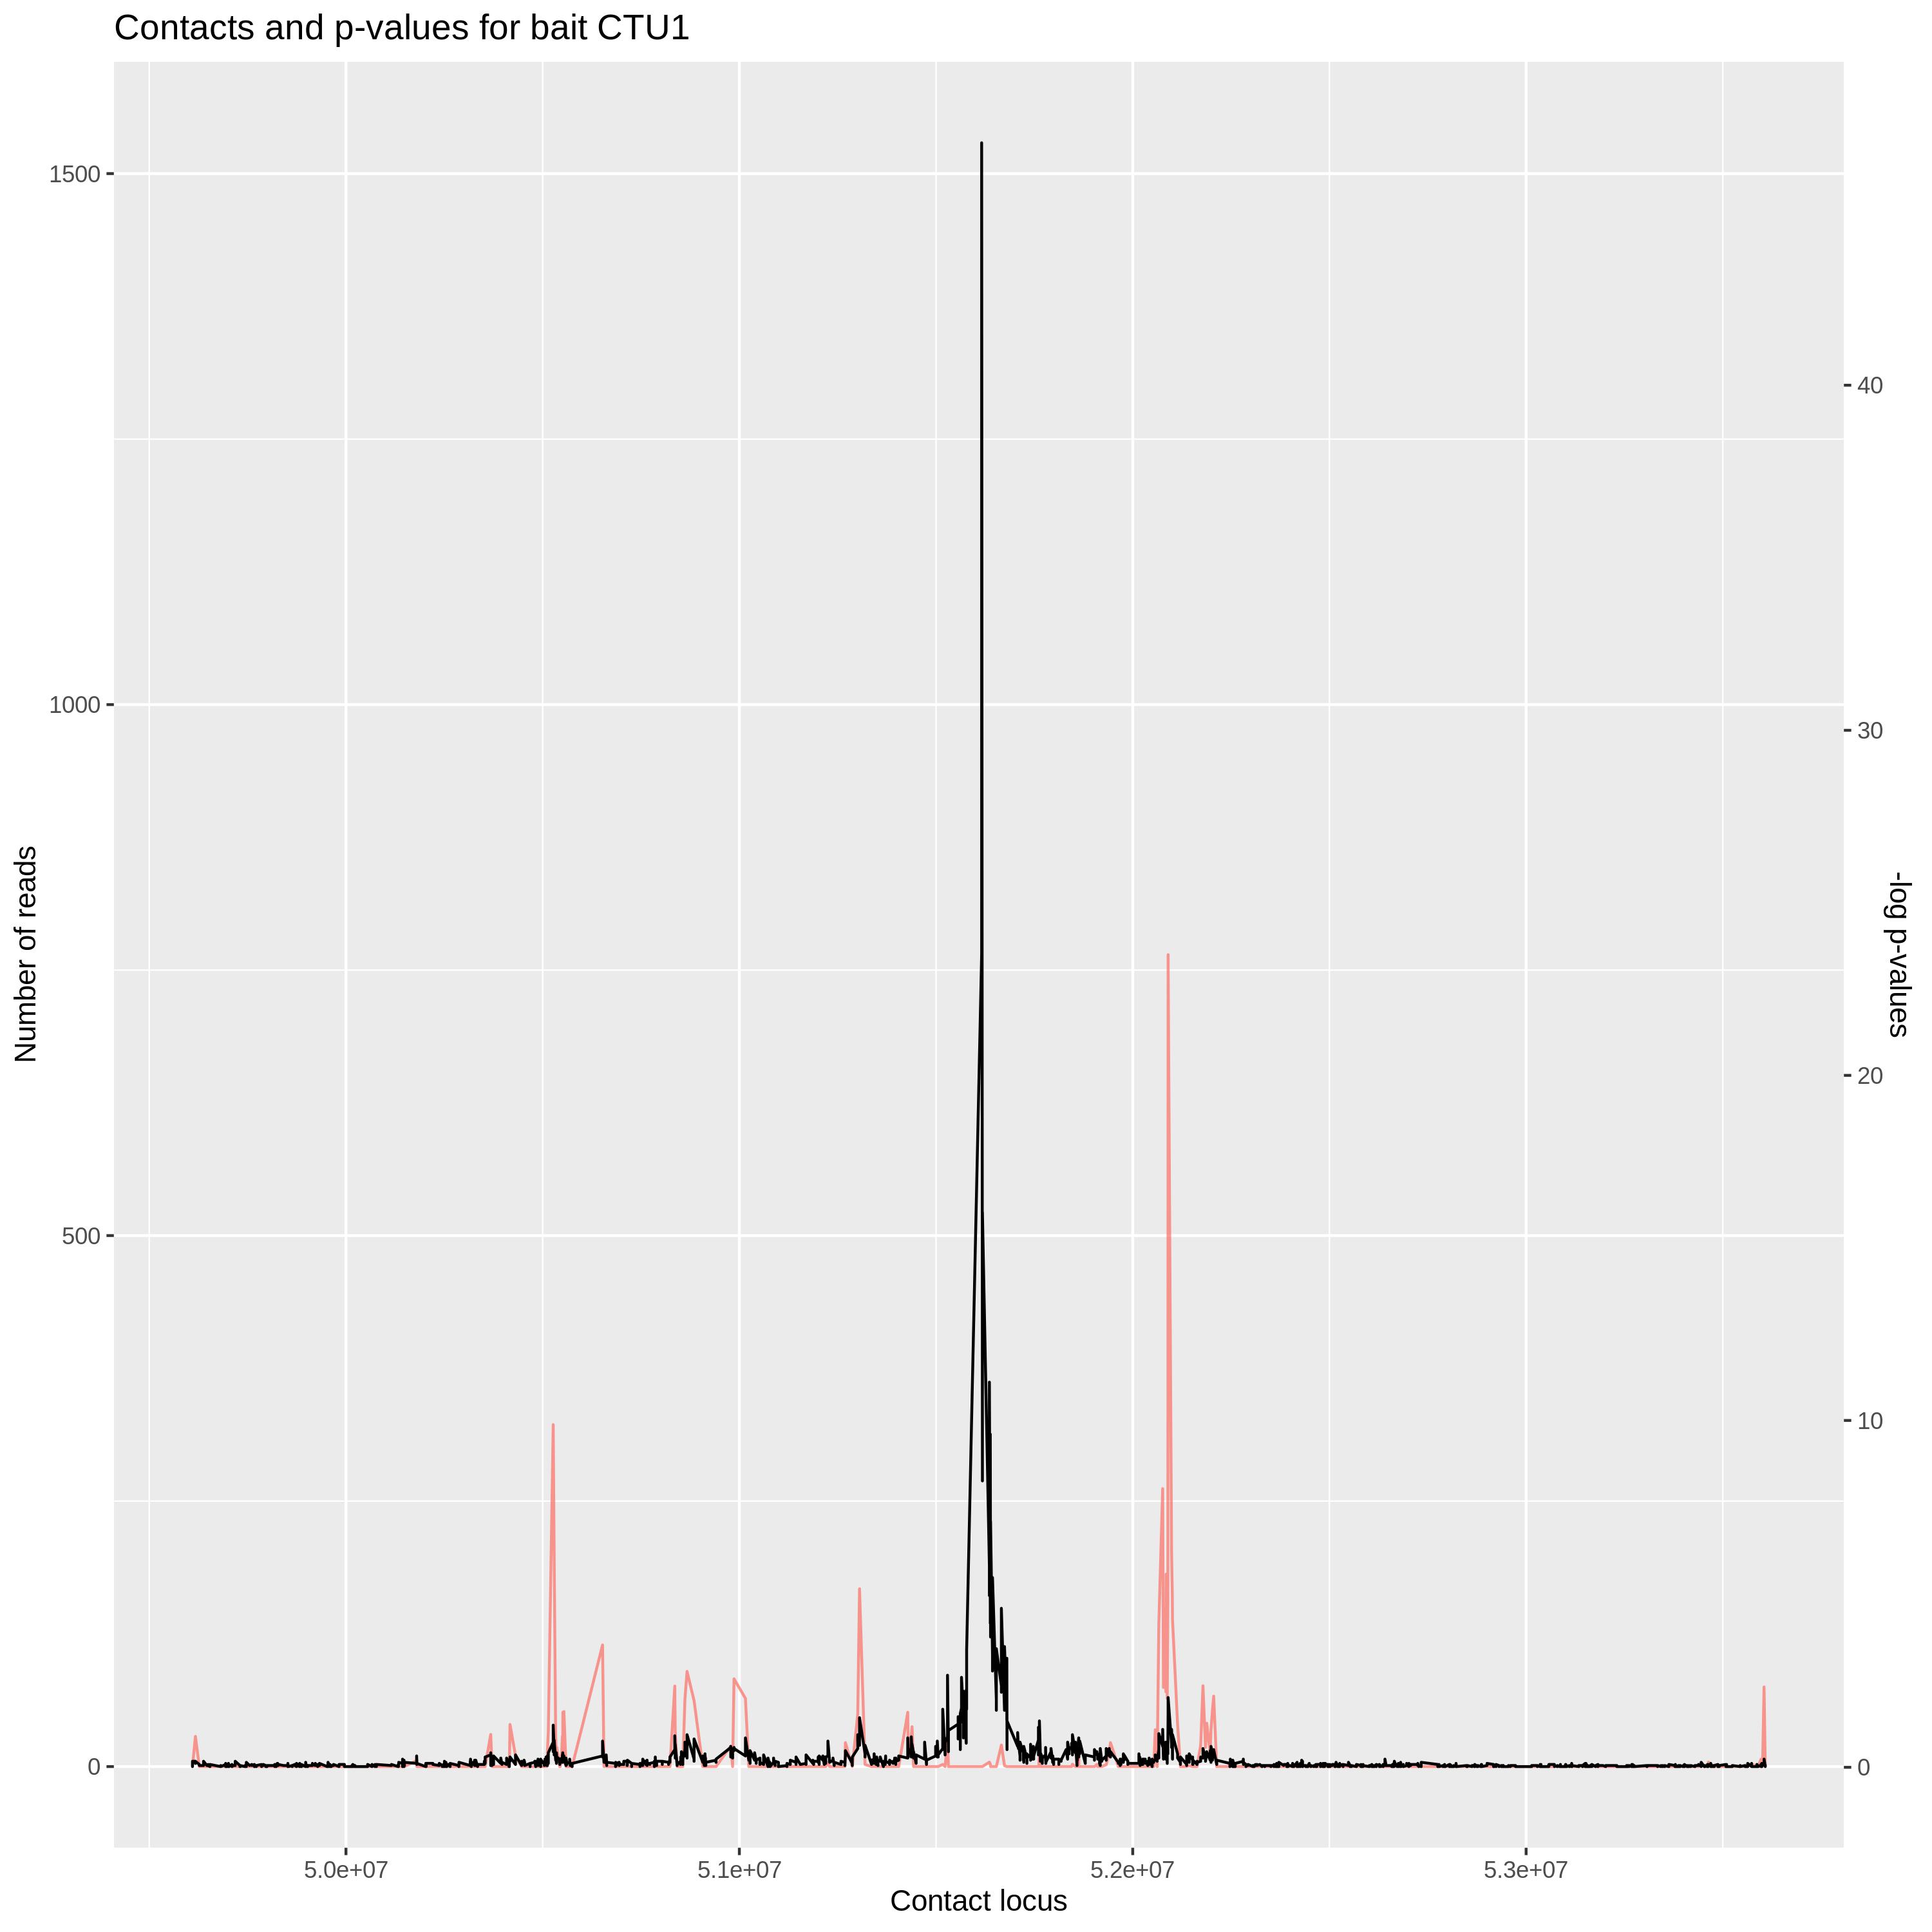 Contacts and p-values for bait CTU1
1500
1000
500
0
Number of reads
40
30
20
10
0
-log p-values
5.0e+07
5.1e+07
5.2e+07
5.3e+07
Contact locus